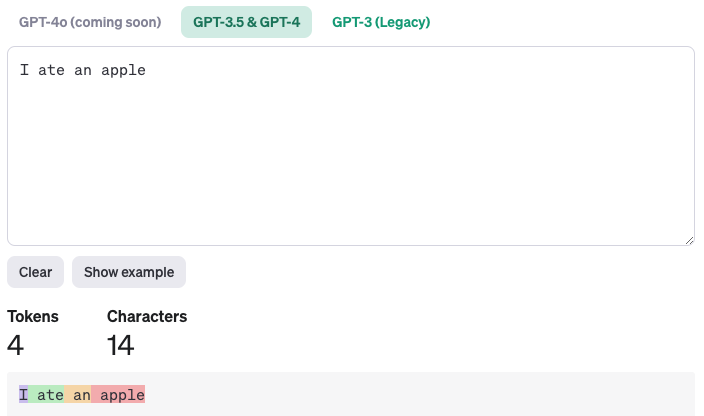 GPT-4o (coming soon) GPT-3.5 & GPT-4 GPT-3 (Legacy)
I ate an apple
Clear Show example
Tokens Characters
4 14
I ate an apple